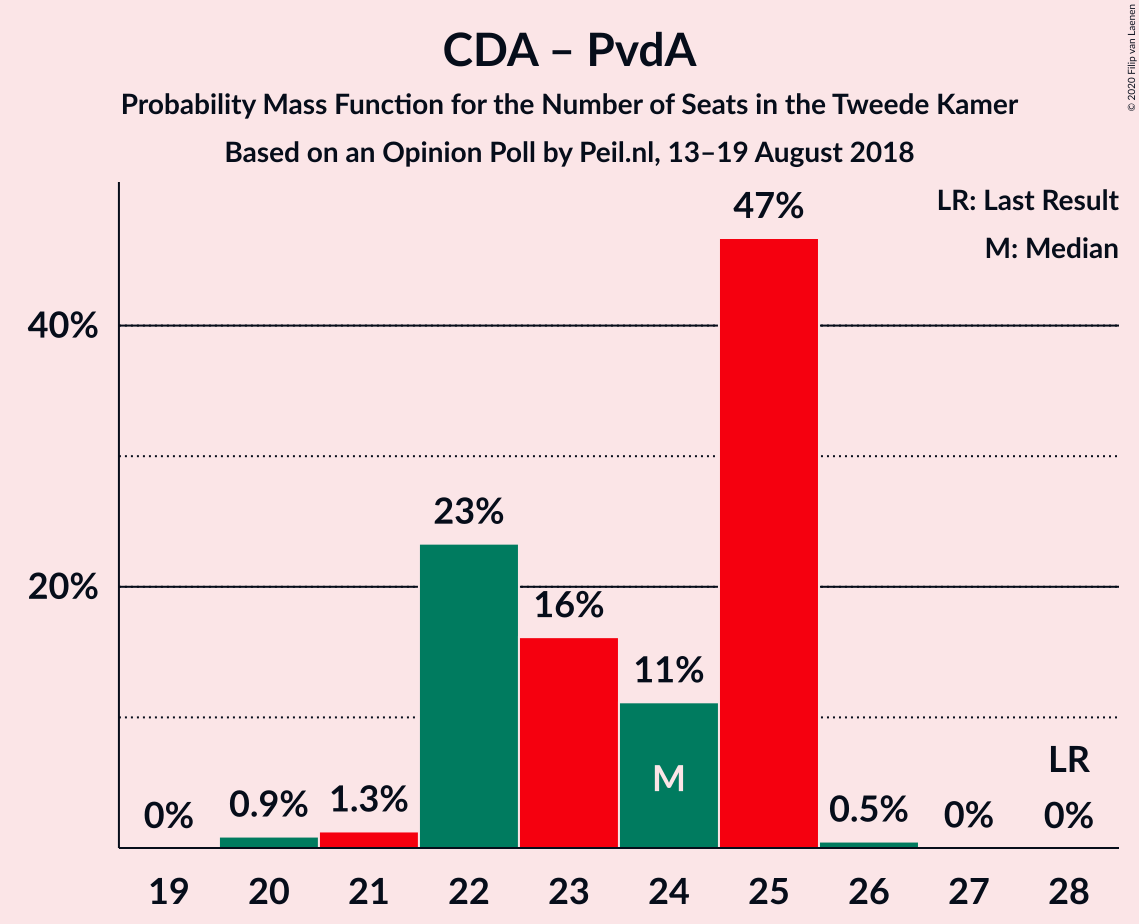 CDA – PvdA
Probability Mass Function for the Number of Seats in the Tweede Kamer
Based on an Opinion Poll by Peil.nl, 13–19 August 2018
© 2020 Filip van Laenen
LR: Last Result
M: Median
47%
40%
23%
20%
16%
11%
M
LR
0%
0.9%
1.3%
0.5%
0%
0%
19 20 21 22 23 24 25 26 27 28